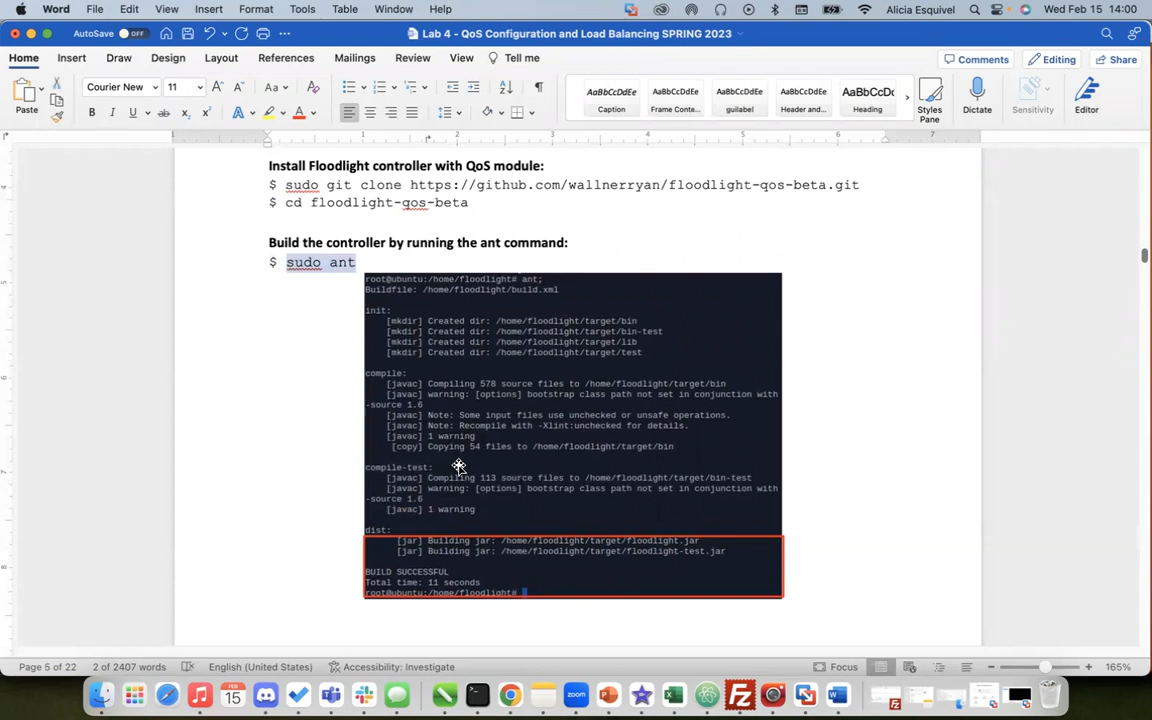 Word File Edit View Insert Format Tools Table Window Help Alicia Esquivel Wed Feb 15 14:00
AutoSave OFF Lab 4 - QoS Configuration and Load Balancing SPRING 2023
Home Insert Draw Design Layout References Mailings Review View Tell me Comments Editing Share
Paste Courier New 11 Aa AaBbCcDdEe Caption AaBbCcDdEe Frame Conte... AaBbCcDdEe guilabel AaBbCcDdEe Header and... AaBbCcDc Heading Styles Pane Dictate Sensitivity Editor
1 1 2 3 4 5 6 7
Install Floodlight controller with QoS module:
$ sudo git clone https://github.com/wallnerryan/floodlight-qos-beta.git
$ cd floodlight-qos-beta
Build the controller by running the ant command:
$ sudo ant
root@ubuntu:/home/floodlight# ant;
Buildfile: /home/floodlight/build.xml
init:
[mkdir] Created dir: /home/floodlight/target/bin
[mkdir] Created dir: /home/floodlight/target/bin-test
[mkdir] Created dir: /home/floodlight/target/lib
[mkdir] Created dir: /home/floodlight/target/test
compile:
[javac] Compiling 578 source files to /home/floodlight/target/bin
[javac] warning: [options] bootstrap class path not set in conjunction with
-source 1.6
[javac] Note: Some input files use unchecked or unsafe operations.
[javac] Note: Recompile with -Xlint:unchecked for details.
[javac] 1 warning
[copy] Copying 54 files to /home/floodlight/target/bin
compile-test:
[javac] Compiling 113 source files to /home/floodlight/target/bin-test
[javac] warning: [options] bootstrap class path not set in conjunction with
-source 1.6
[javac] 1 warning
dist:
[jar] Building jar: /home/floodlight/target/floodlight.jar
[jar] Building jar: /home/floodlight/target/floodlight-test.jar
BUILD SUCCESSFUL
Total time: 11 seconds
root@ubuntu:/home/floodlight#
Page 5 of 22 2 of 2407 words English (United States) Accessibility: Investigate Focus 165%
FEB 15 zoom